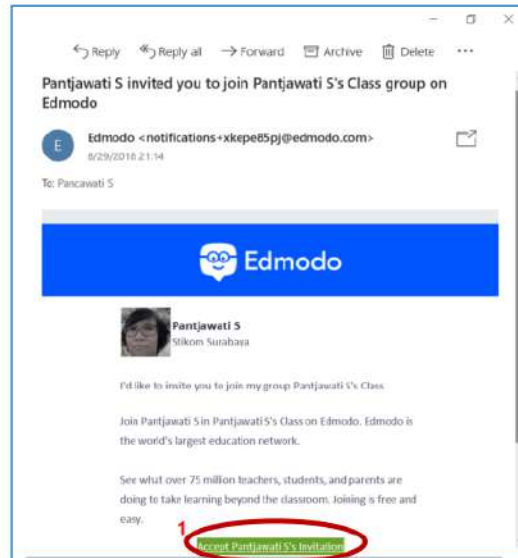 Reply Reply all Forward Archive Delete ...
Pantjawati S invited you to join Pantjawati S's Class group on
Edmodo
E
Edmodo <notifications+xkepe85pj@edmodo.com>
8/29/2016 21:14
To: Pancawati S
Edmodo
Pantjawati S
Stikom Surabaya
I'd like to invite you to join my group Pantjawati S's Class
Join Pantjawati S in Pantjawati S's Class on Edmodo. Edmodo is
the world's largest education network.
See what over 75 million teachers, students, and parents are
doing to take learning beyond the classroom. Joining is free and
easy.
1
Accept Pantjawati S's Invitation